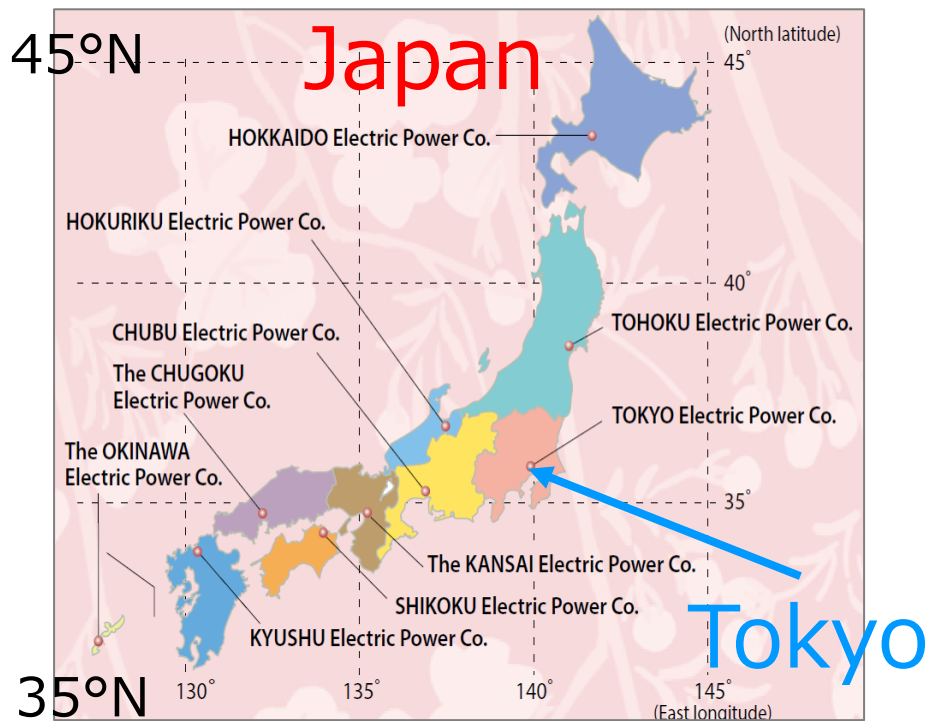 45°N
Japan
(North latitude)
45°
HOKKAIDO Electric Power Co.
HOKURIKU Electric Power Co.
40°
CHUBU Electric Power Co.
TOHOKU Electric Power Co.
The CHUGOKU
Electric Power Co.
TOKYO Electric Power Co.
The OKINAWA
Electric Power Co.
35°
The KANSAI Electric Power Co.
SHIKOKU Electric Power Co.
KYUSHU Electric Power Co.
Tokyo
35°N
130°
135°
140°
145°
(East longitude)